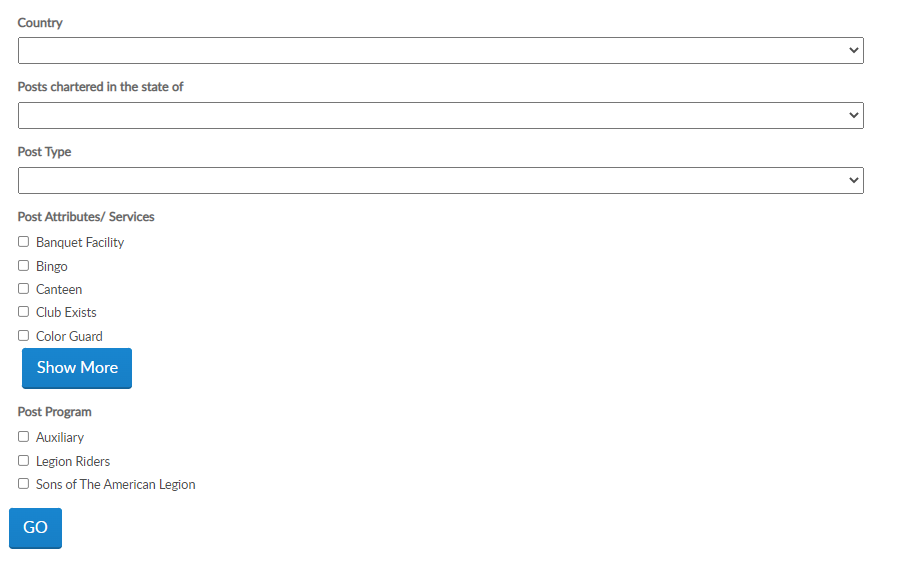 Country
Posts chartered in the state of
Post Type
Post Attributes/ Services
Banquet Facility
Bingo
Canteen
Club Exists
Color Guard
Show More
Post Program
Auxiliary
Legion Riders
Sons of The American Legion
GO